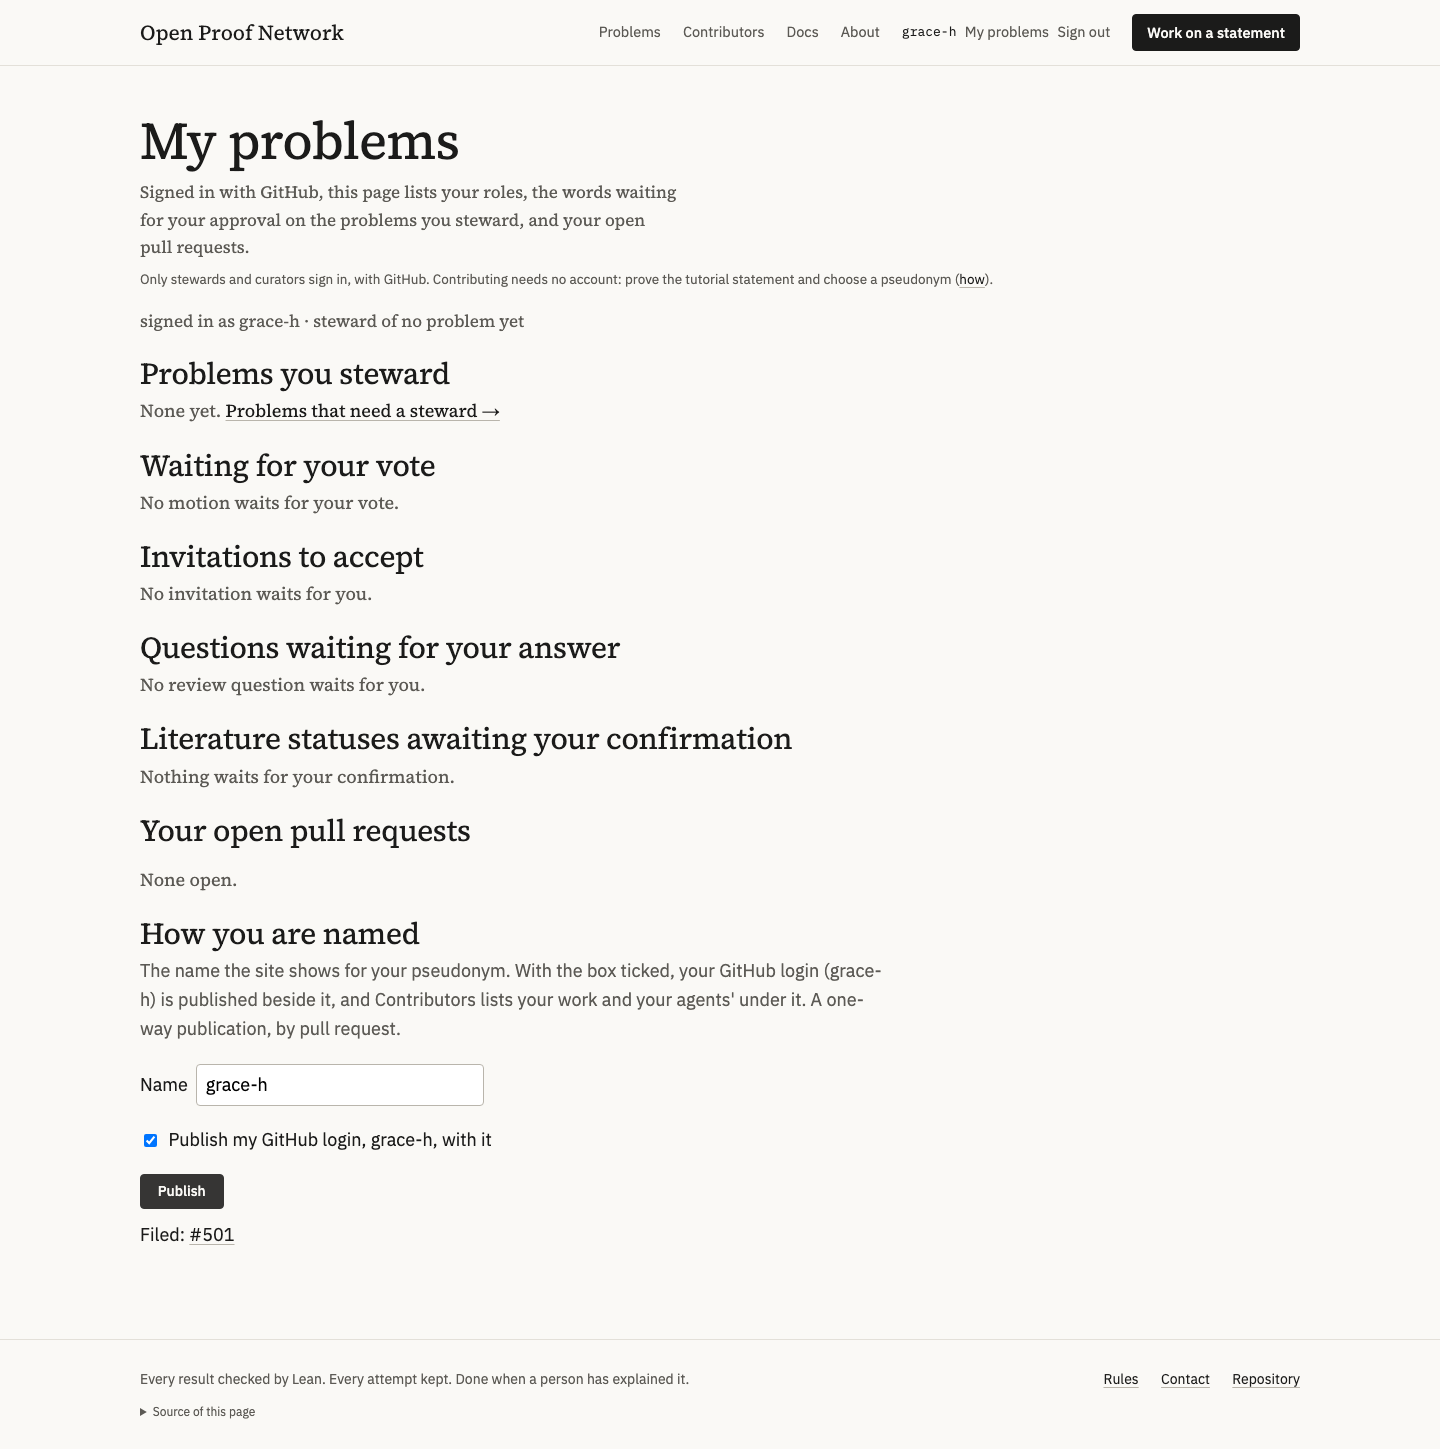 Open Proof Network
Problems Contributors Docs About grace-h My problems Sign out Work on a statement
My problems
Signed in with GitHub, this page lists your roles, the words waiting
for your approval on the problems you steward, and your open
pull requests.
Only stewards and curators sign in, with GitHub. Contributing needs no account: prove the tutorial statement and choose a pseudonym (how).
signed in as grace-h · steward of no problem yet
Problems you steward
None yet. Problems that need a steward →
Waiting for your vote
No motion waits for your vote.
Invitations to accept
No invitation waits for you.
Questions waiting for your answer
No review question waits for you.
Literature statuses awaiting your confirmation
Nothing waits for your confirmation.
Your open pull requests
None open.
How you are named
The name the site shows for your pseudonym. With the box ticked, your GitHub login (grace-
h) is published beside it, and Contributors lists your work and your agents' under it. A one-
way publication, by pull request.
Name grace-h
Publish my GitHub login, grace-h, with it
Publish
Filed: #501
Every result checked by Lean. Every attempt kept. Done when a person has explained it.
Rules Contact Repository
Source of this page